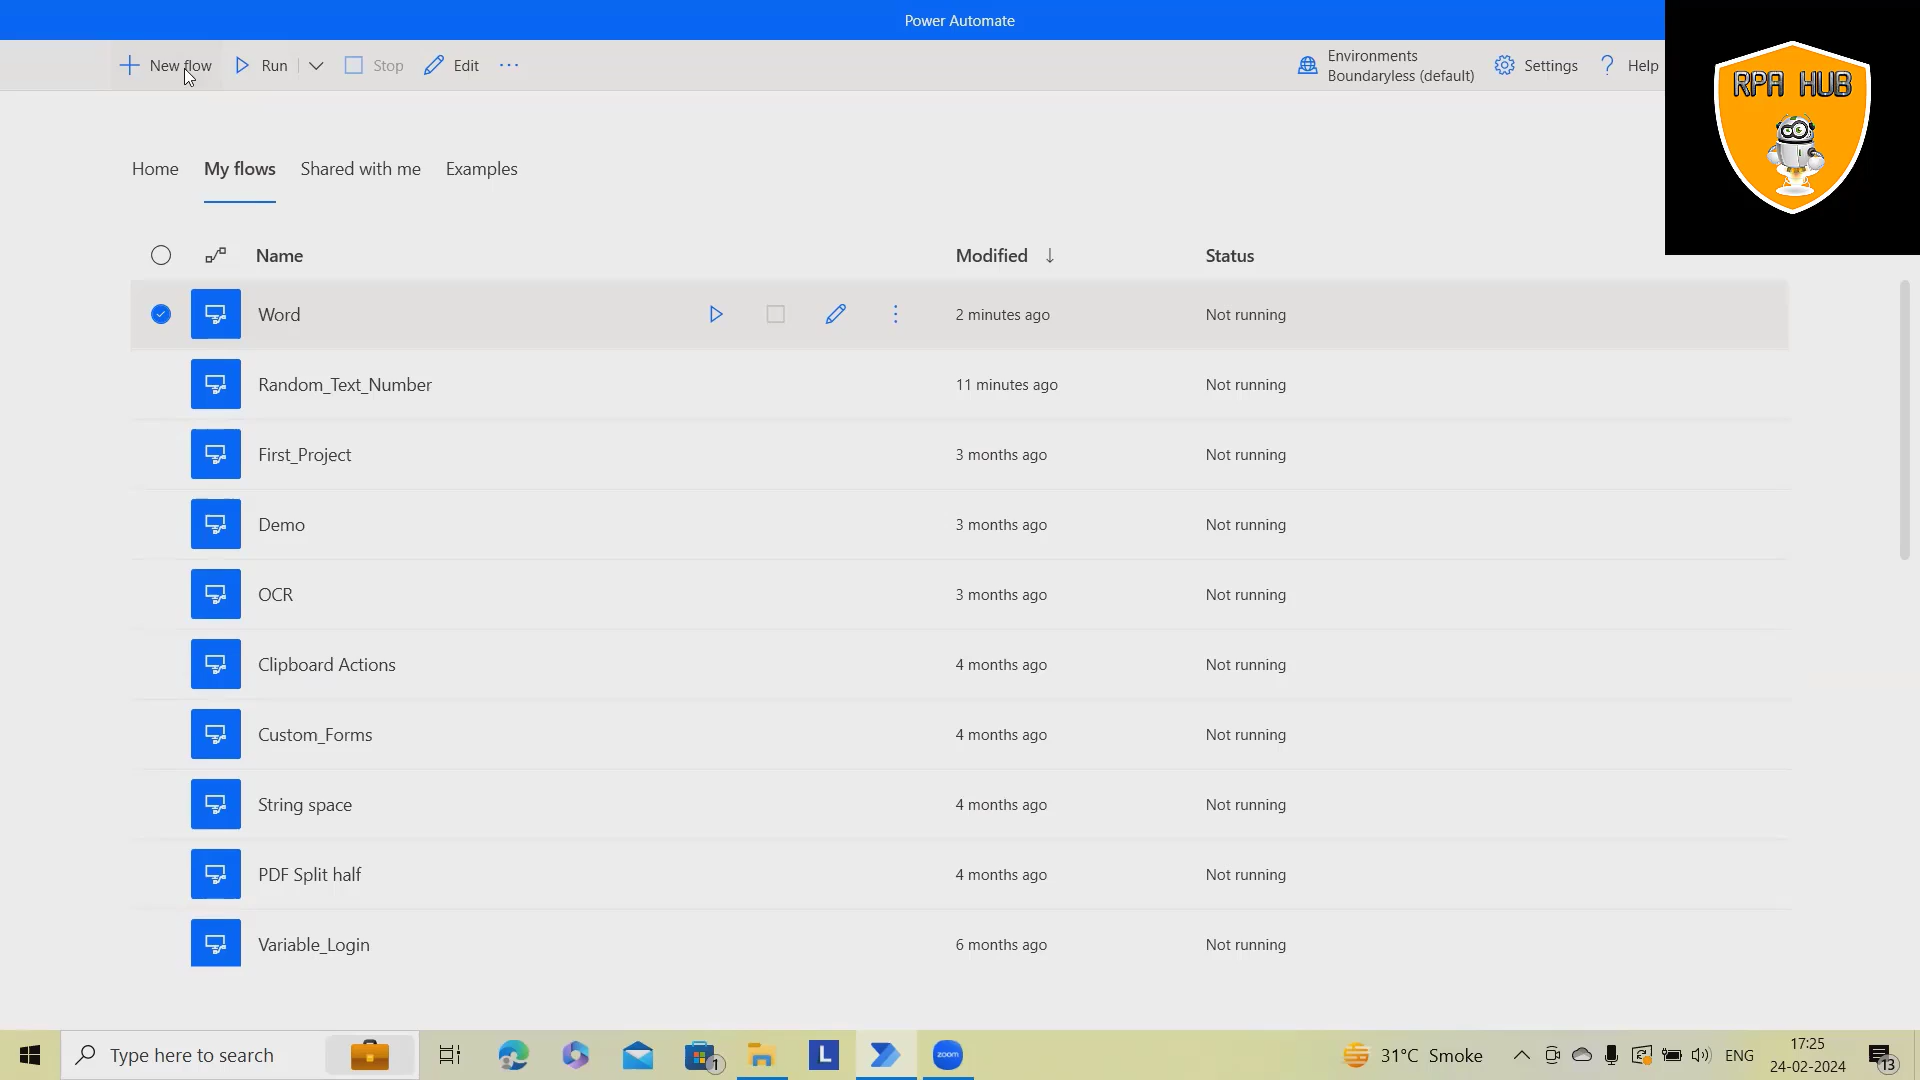 Power Automate
New flow Run Stop Edit ···
Environments
Boundaryless (default)
Settings ? Help
RPA HUB
Home My flows Shared with me Examples
Name Modified ↓ Status
Word 2 minutes ago Not running
Random_Text_Number 11 minutes ago Not running
First_Project 3 months ago Not running
Demo 3 months ago Not running
OCR 3 months ago Not running
Clipboard Actions 4 months ago Not running
Custom_Forms 4 months ago Not running
String space 4 months ago Not running
PDF Split half 4 months ago Not running
Variable_Login 6 months ago Not running
Type here to search
1
L
zoom
31°C Smoke
ENG
17:25
24-02-2024
13